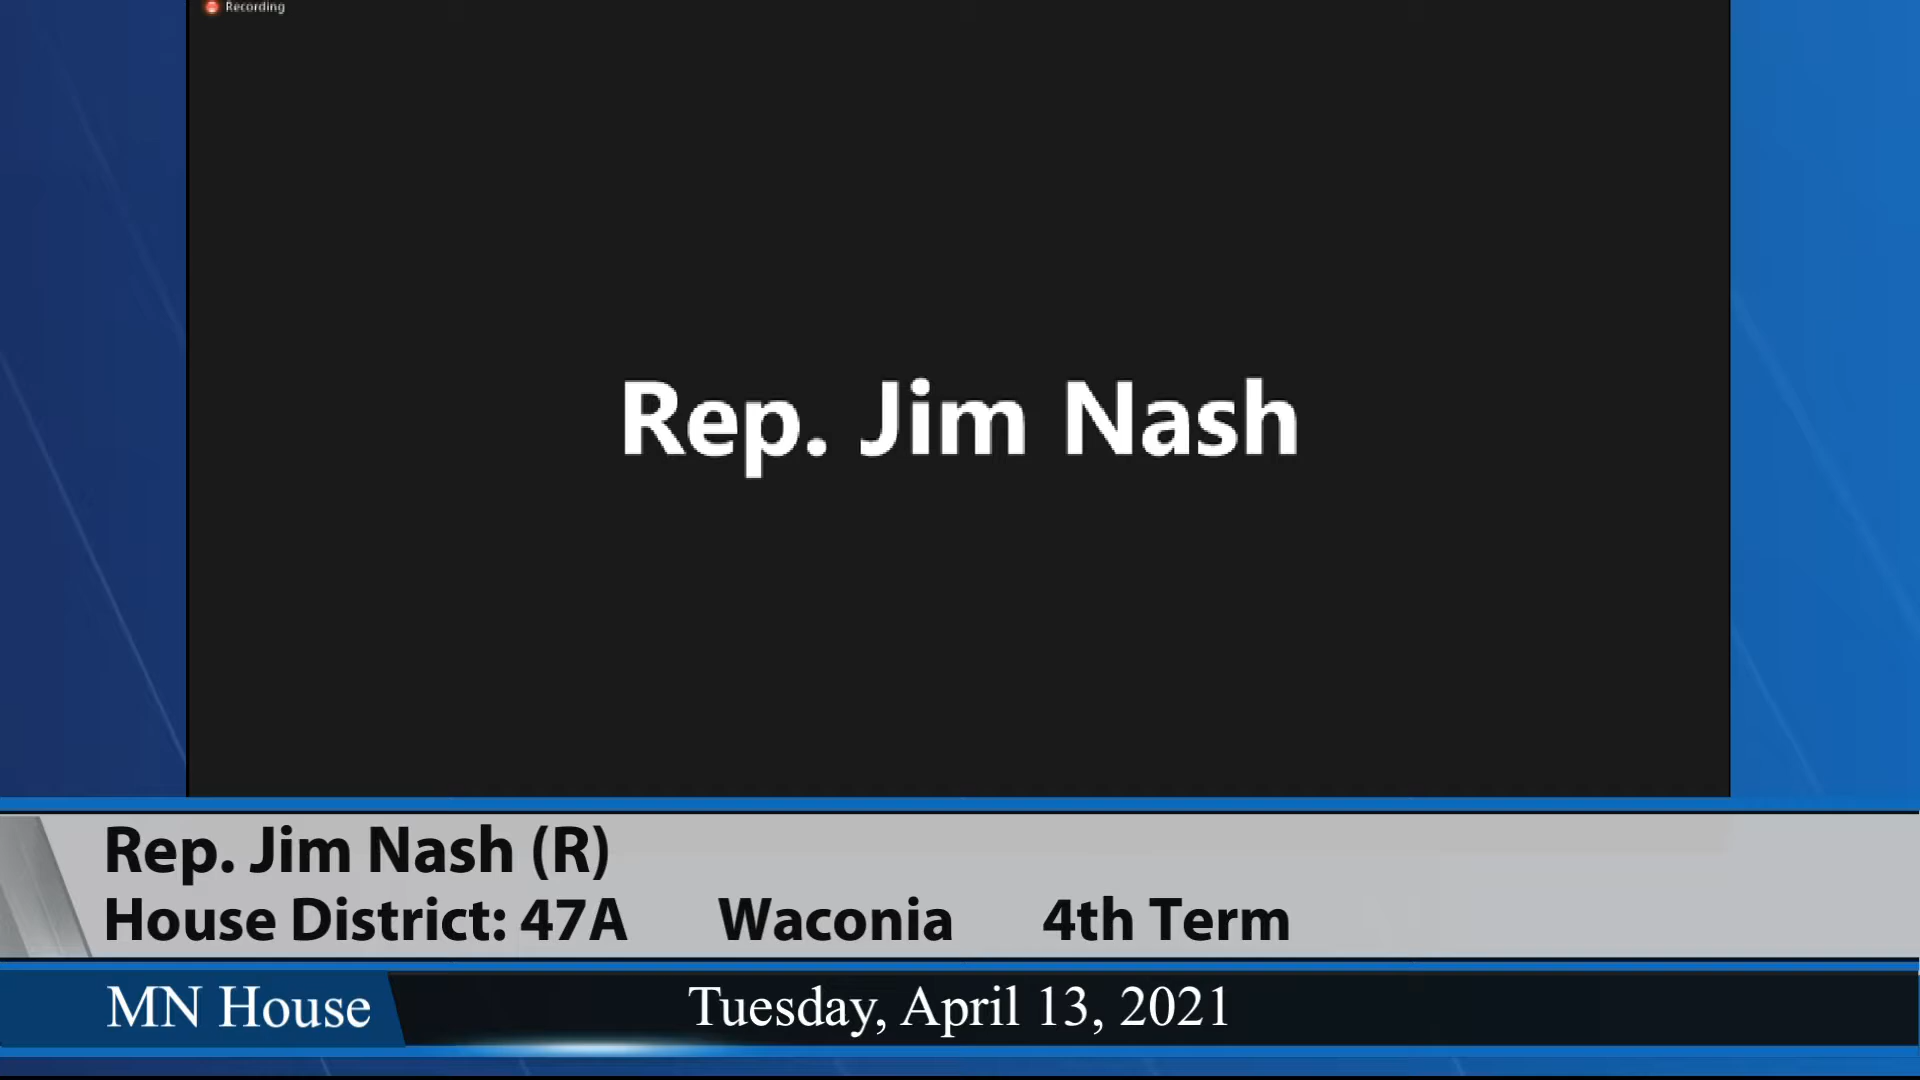 Recording
Rep. Jim Nash
Rep. Jim Nash (R)
House District: 47A Waconia 4th Term
MN House Tuesday, April 13, 2021